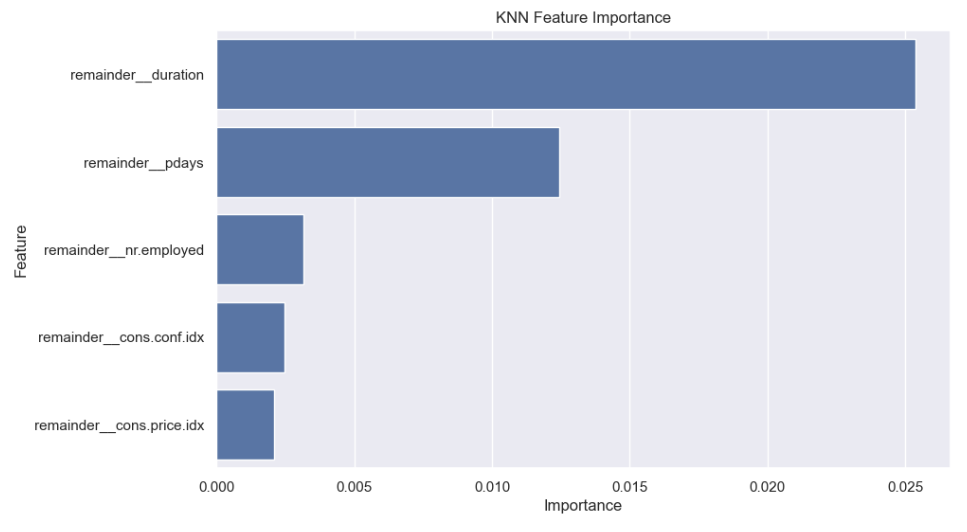 KNN Feature Importance
remainder__duration
remainder__pdays
remainder__nr.employed
remainder__cons.conf.idx
remainder__cons.price.idx
Feature
0.000 0.005 0.010 0.015 0.020 0.025
Importance